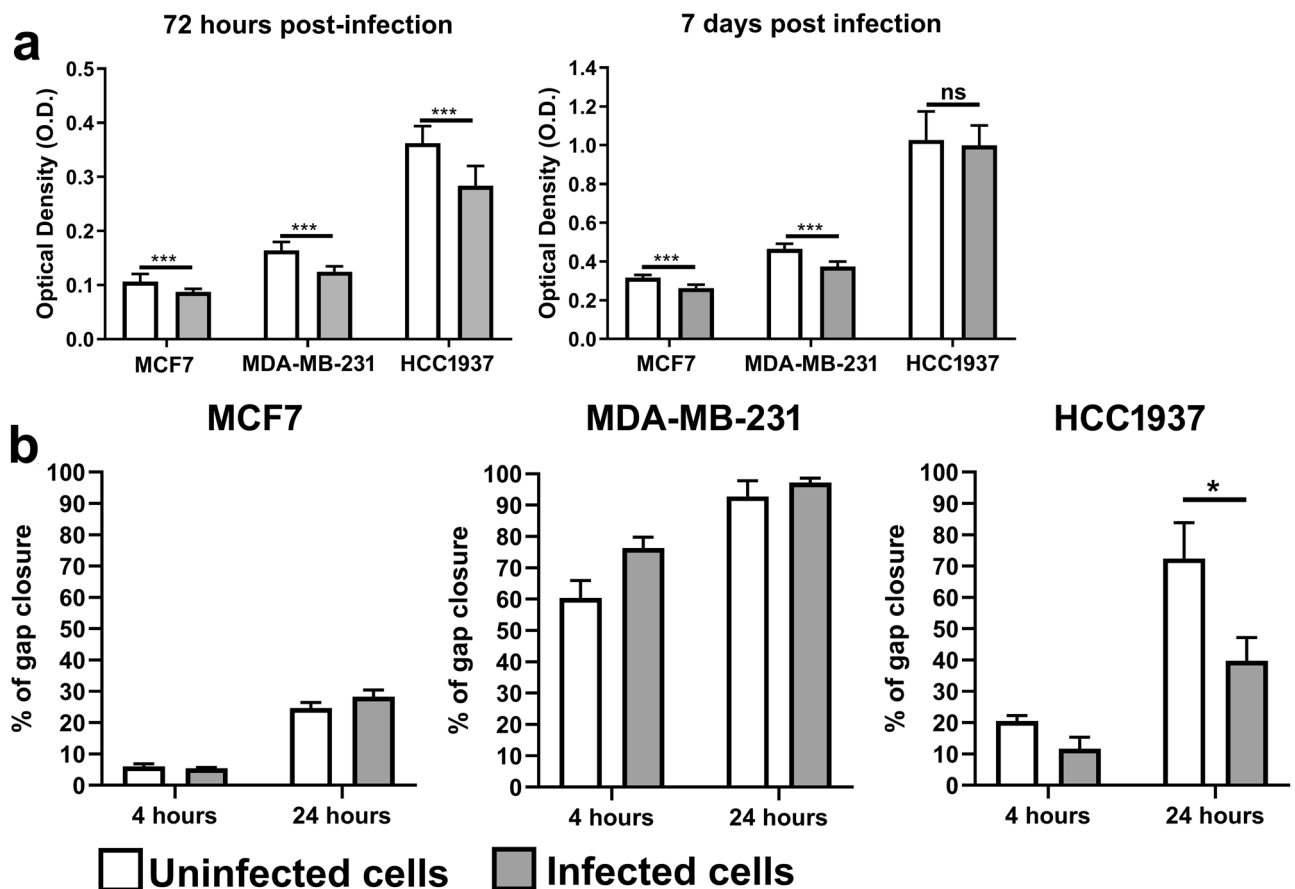 a
72 hours post-infection
7 days post infection
Optical Density (O.D.)
0.5
0.4
0.3
0.2
0.1
0.0
***
***
***
MCF7
MDA-MB-231
HCC1937
Optical Density (O.D.)
1.4
1.2
1.0
0.8
0.6
0.4
0.2
0.0
***
***
ns
MCF7
MDA-MB-231
HCC1937
b
MCF7
% of gap closure
100
90
80
70
60
50
40
30
20
10
0
4 hours
24 hours
MDA-MB-231
% of gap closure
100
90
80
70
60
50
40
30
20
10
0
4 hours
24 hours
HCC1937
% of gap closure
100
90
80
70
60
50
40
30
20
10
0
*
4 hours
24 hours
Uninfected cells
Infected cells